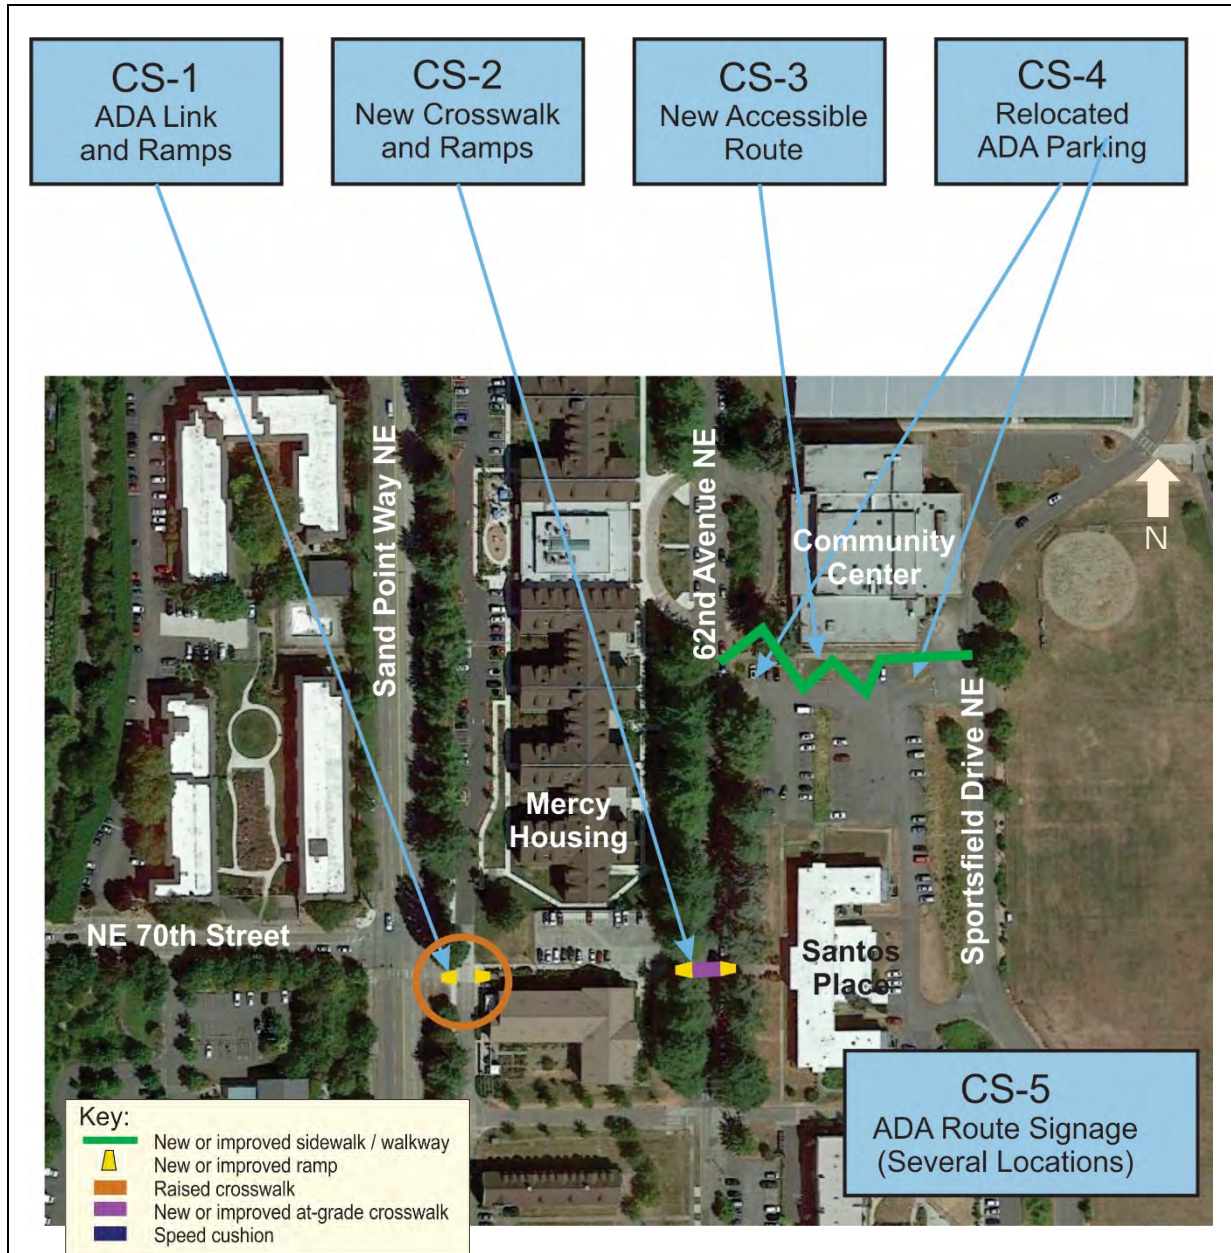 CS-1
ADA Link
and Ramps
CS-2
New Crosswalk
and Ramps
CS-3
New Accessible
Route
CS-4
Relocated
ADA Parking
Sand Point Way NE
62nd Avenue NE
Community
Center
N
Mercy
Housing
Sportsfield Drive NE
NE 70th Street
Santos
Place
CS-5
ADA Route Signage
(Several Locations)
Key:
New or improved sidewalk / walkway
New or improved ramp
Raised crosswalk
New or improved at-grade crosswalk
Speed cushion